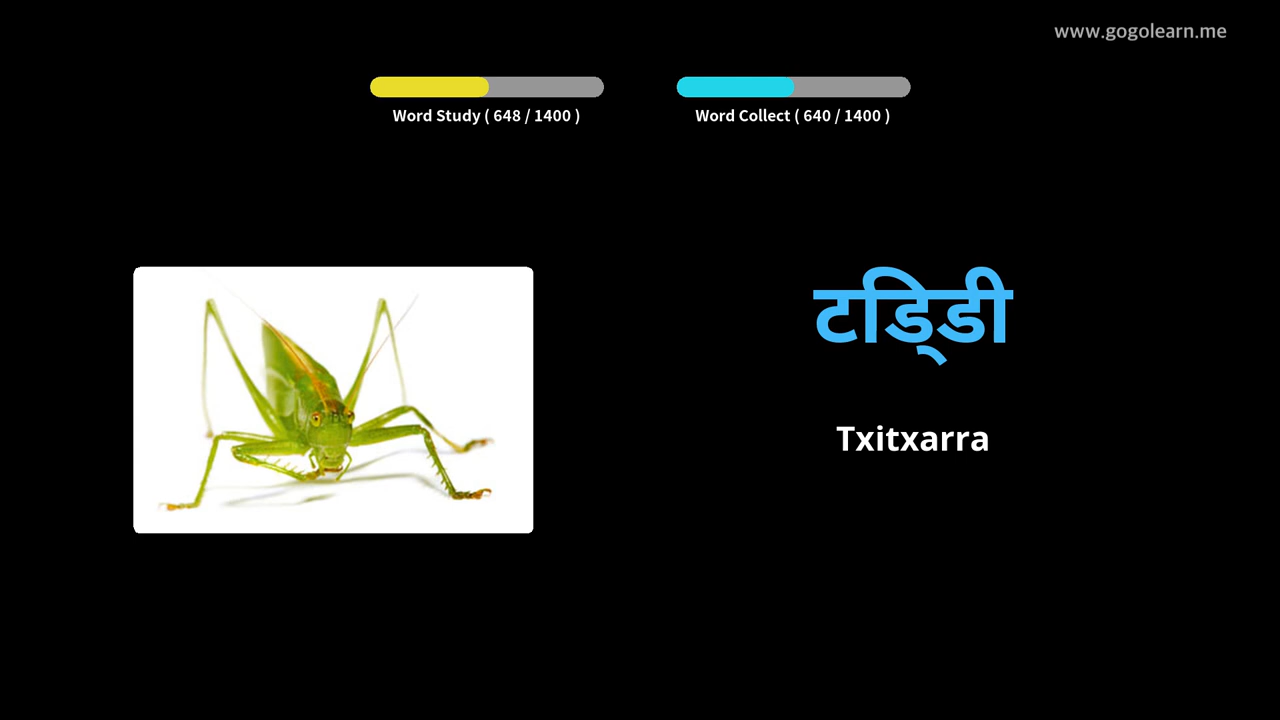 www.gogolearn.me
Word Study ( 648 / 1400 )
Word Collect ( 640 / 1400 )
टिड्डी
Txitxarra